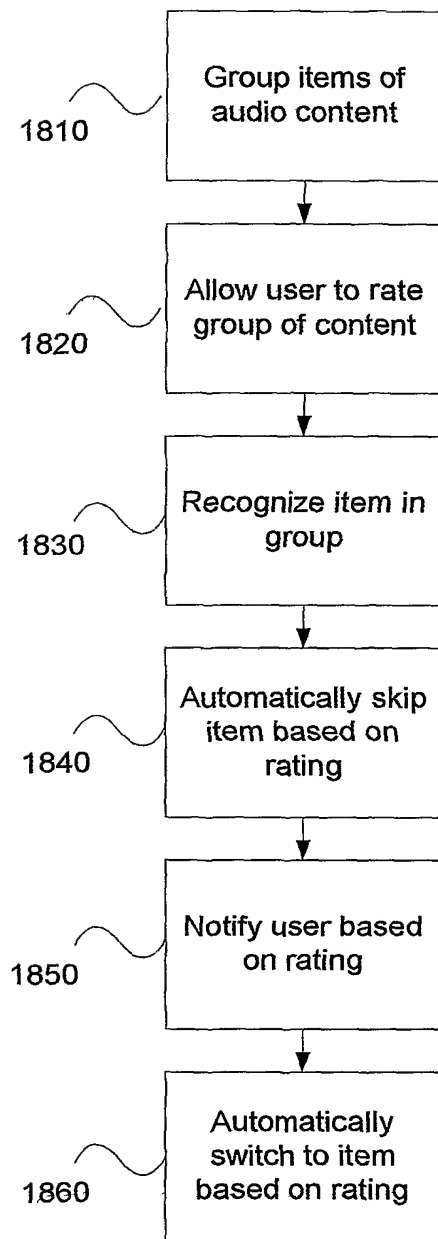 Group items of
audio content
1810
Allow user to rate
group of content
1820
Recognize item in
group
1830
Automatically skip
item based on
rating
1840
Notify user based
on rating
1850
Automatically
switch to item
based on rating
1860